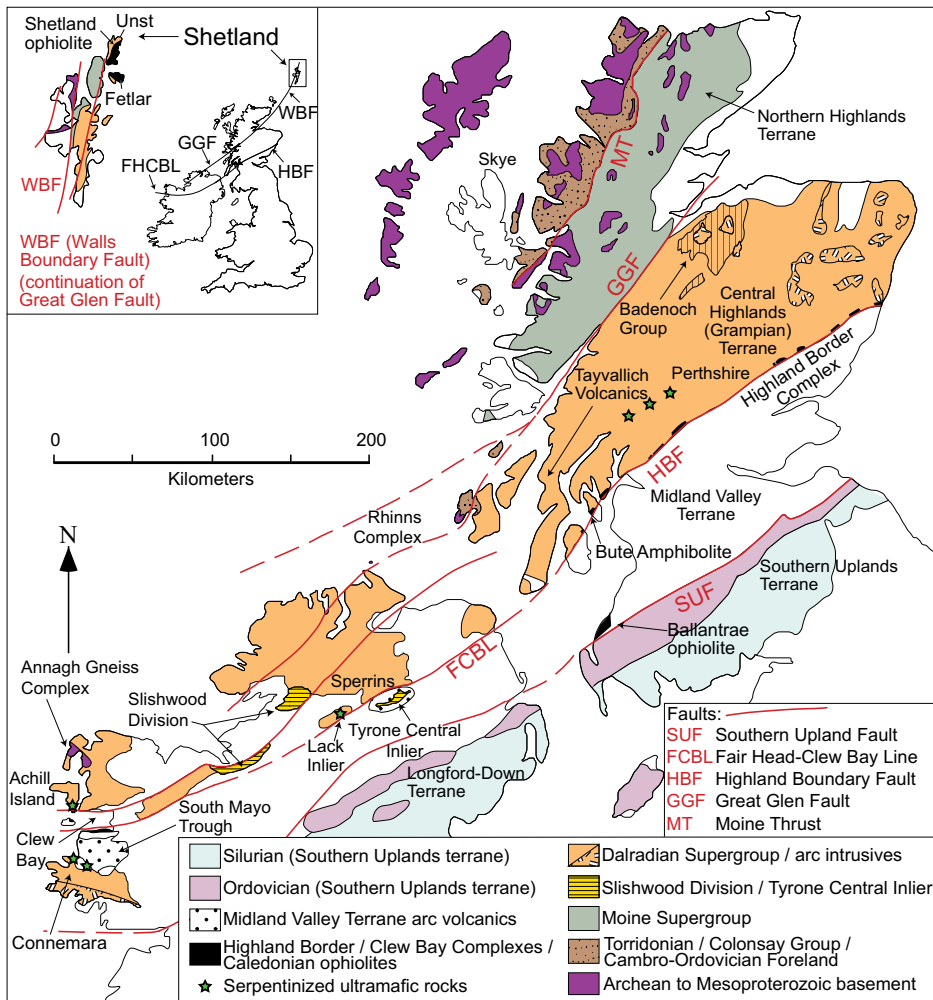 Shetland
ophiolite
Unst
Shetland
Fetlar
WBF
GGF
FHCBL
HBF
WBF
WBF (Walls
Boundary Fault)
(continuation of
Great Glen Fault)
Skye
MT
Northern Highlands
Terrane
GGF
Badenoch
Group
Central
Highlands
(Grampian)
Terrane
Tayvallich
Volcanics
Perthshire
Highland Border
Complex
0
100
200
Kilometers
HBF
Midland Valley
Terrane
Rhinns
Complex
Bute Amphibolite
Southern Uplands
Terrane
N
SUF
Ballantrae
ophiolite
Annagh Gneiss
Complex
Slishwood
Division
Sperrins
FCBL
Lack
Inlier
Tyrone Central
Inlier
Achill
Island
Longford-Down
Terrane
South Mayo
Trough
Clew
Bay
Connemara
Faults:
SUF Southern Upland Fault
FCBL Fair Head-Clew Bay Line
HBF Highland Boundary Fault
GGF Great Glen Fault
MT Moine Thrust
Silurian (Southern Uplands terrane)
Ordovician (Southern Uplands terrane)
Midland Valley Terrane arc volcanics
Highland Border / Clew Bay Complexes /
Caledonian ophiolites
Serpentinized ultramafic rocks
Dalradian Supergroup / arc intrusives
Slishwood Division / Tyrone Central Inlier
Moine Supergroup
Torridonian / Colonsay Group /
Cambro-Ordovician Foreland
Archean to Mesoproterozoic basement